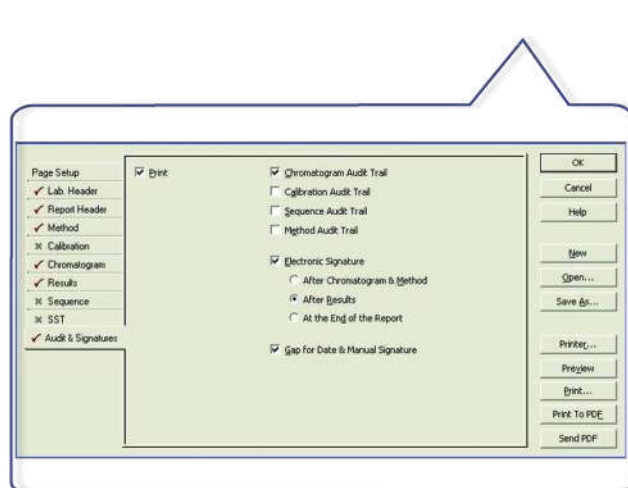 Page Setup
Lab. Header
Report Header
Method
Calibration
Chromatogram
Results
Sequence
SST
Audit & Signatures
Print
Chromatogram Audit Trail
Calibration Audit Trail
Sequence Audit Trail
Method Audit Trail
Electronic Signature
After Chromatogram & Method
After Results
At the End of the Report
Gap for Date & Manual Signature
OK
Cancel
Help
New
Open...
Save As...
Printer...
Preview
Print...
Print To PDF
Send PDF